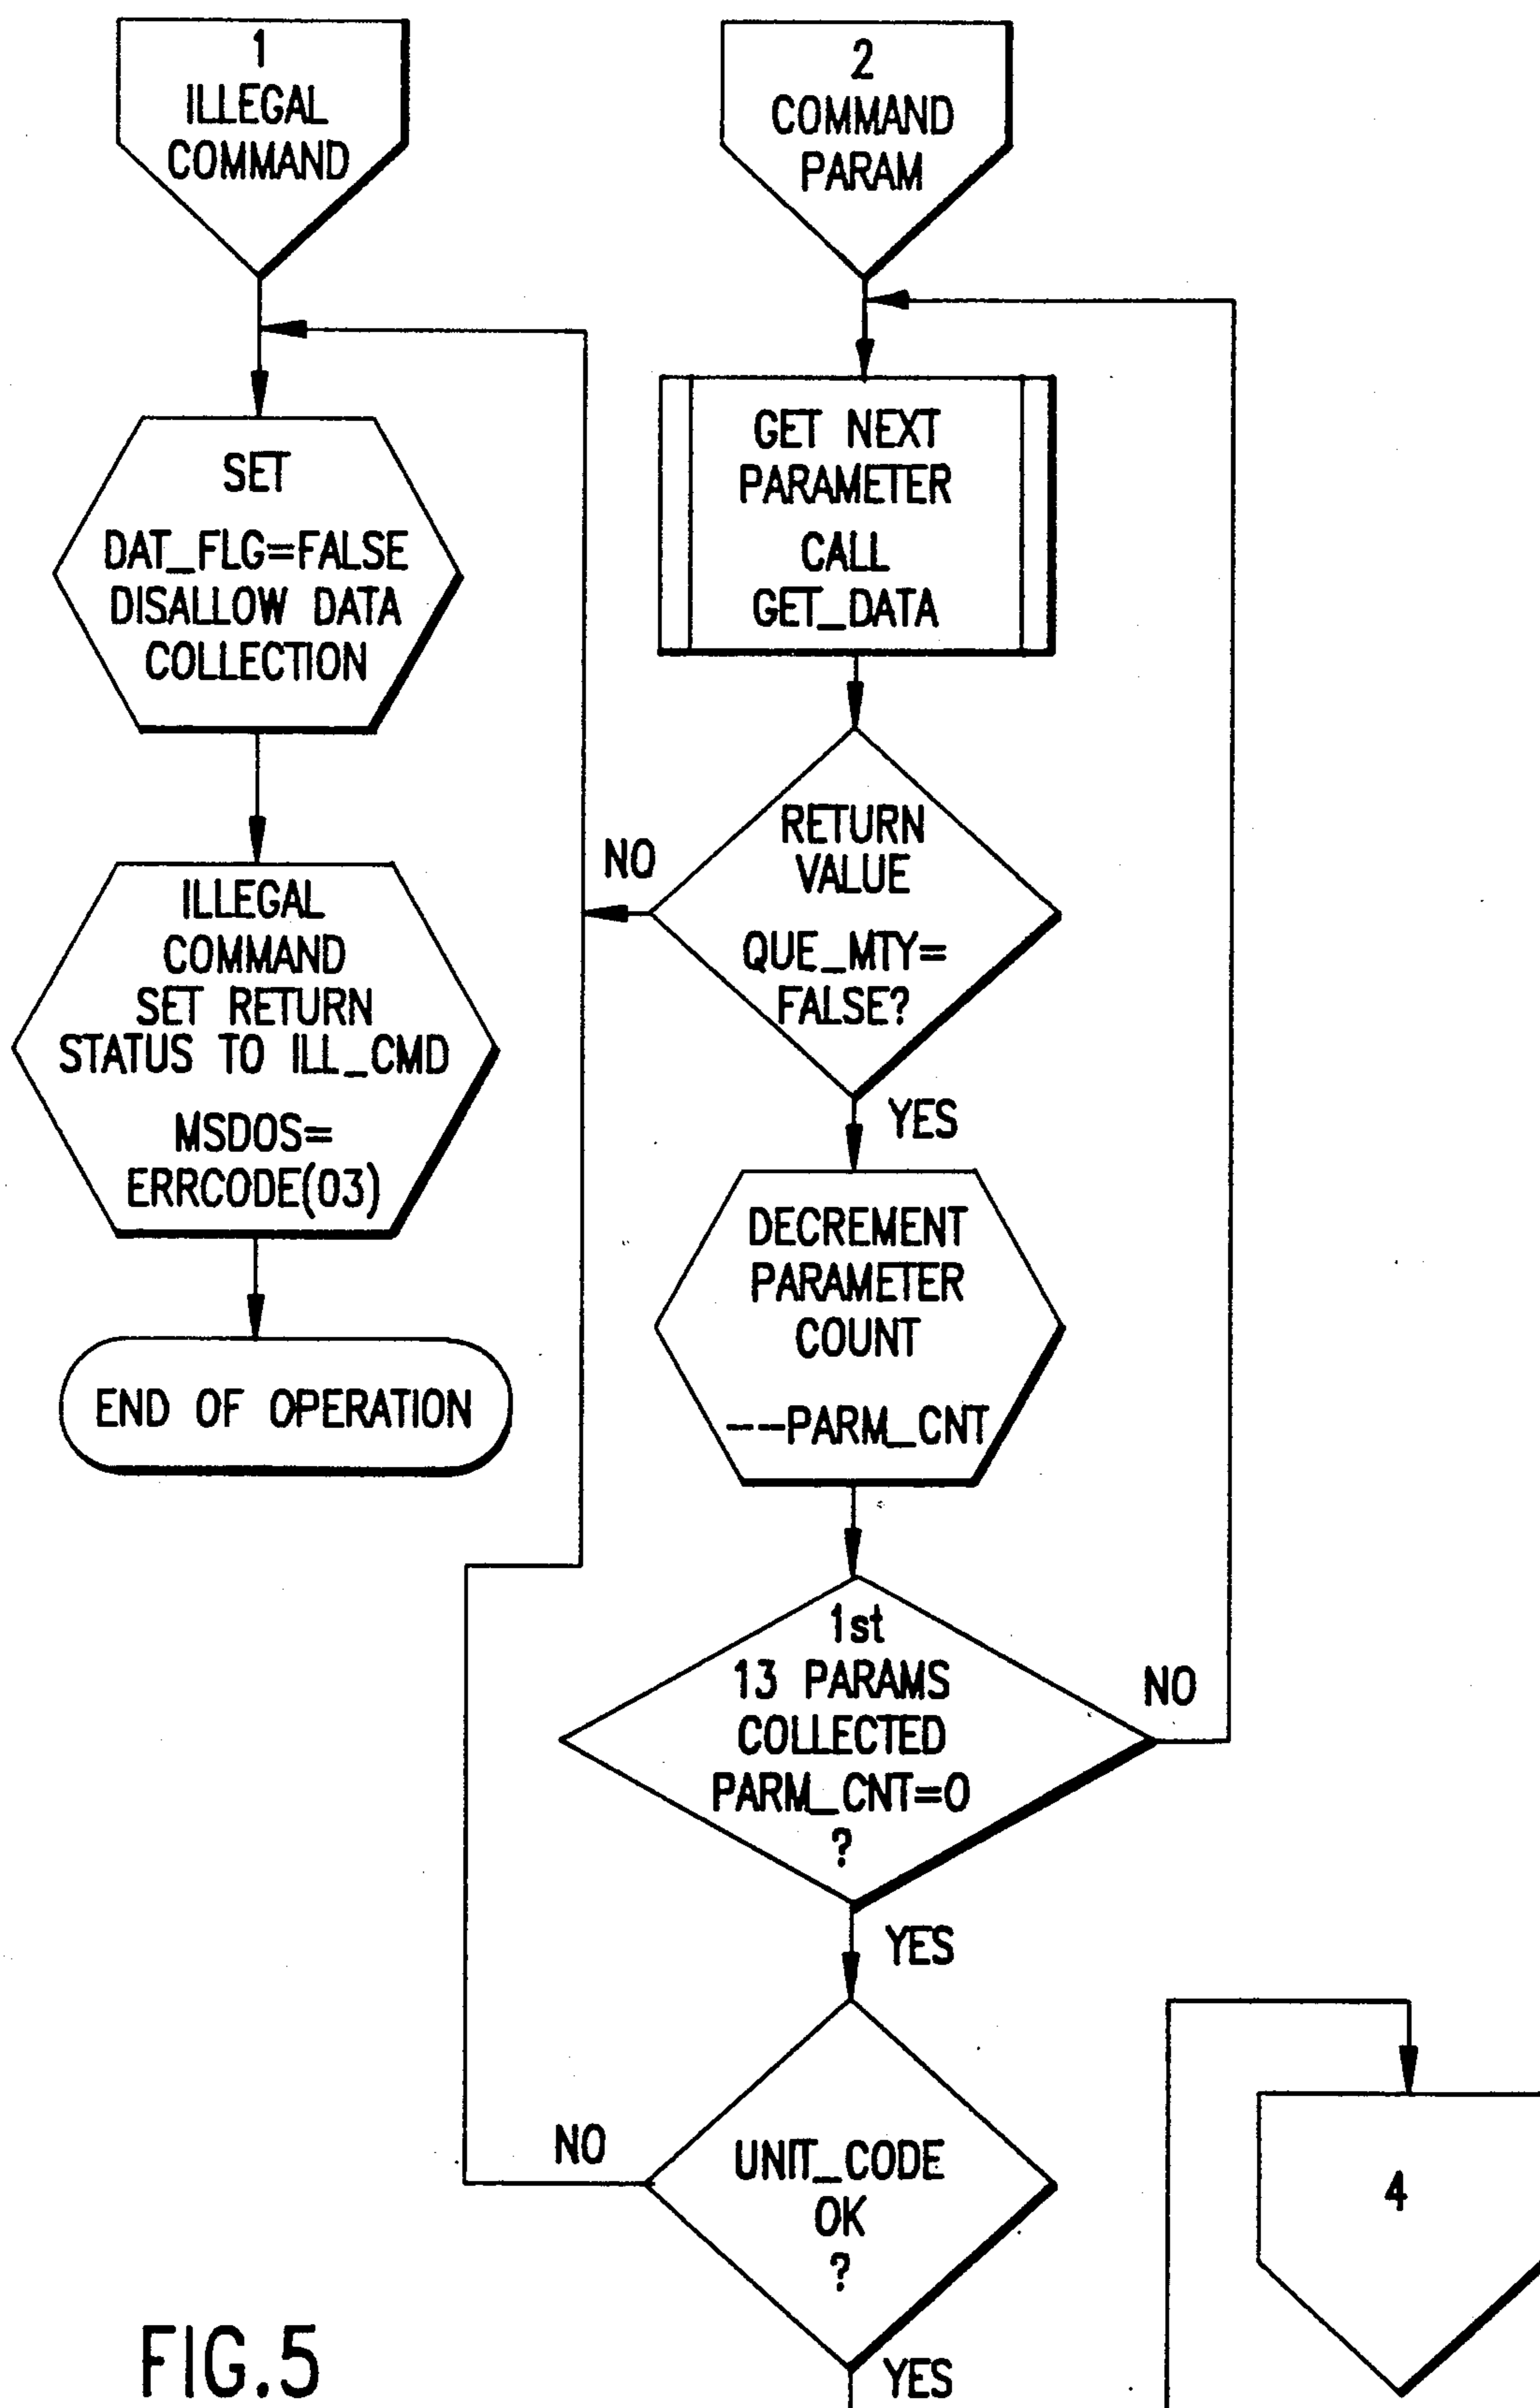 1
ILLEGAL
COMMAND
SET
DAT_FLG=FALSE
DISALLOW DATA
COLLECTION
ILLEGAL
COMMAND
SET RETURN
STATUS TO ILL_CMD
MSDOS=
ERRCODE(03)
END OF OPERATION
2
COMMAND
PARAM
GET NEXT
PARAMETER
CALL
GET_DATA
RETURN
VALUE
QUE_MTY=
FALSE?
NO
YES
DECREMENT
PARAMETER
COUNT
---PARM_CNT
1st
13 PARAMS
COLLECTED
PARM_CNT=0
?
NO
YES
UNIT_CODE
OK
?
NO
YES
4
FIG.5